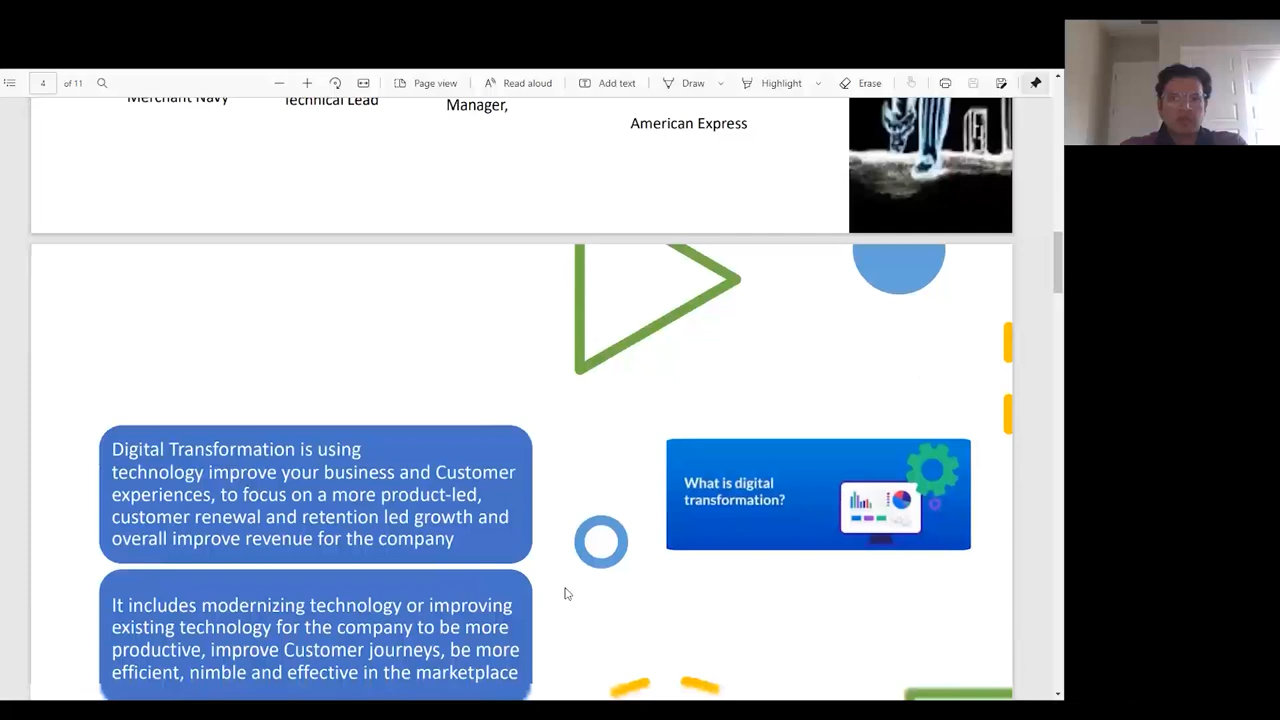 4 of 11 Page view Read aloud Add text Draw Highlight Erase
Merchant Navy Technical Lead Manager,
American Express
Digital Transformation is using
technology improve your business and Customer
experiences, to focus on a more product-led,
customer renewal and retention led growth and
overall improve revenue for the company
What is digital
transformation?
It includes modernizing technology or improving
existing technology for the company to be more
productive, improve Customer journeys, be more
efficient, nimble and effective in the marketplace